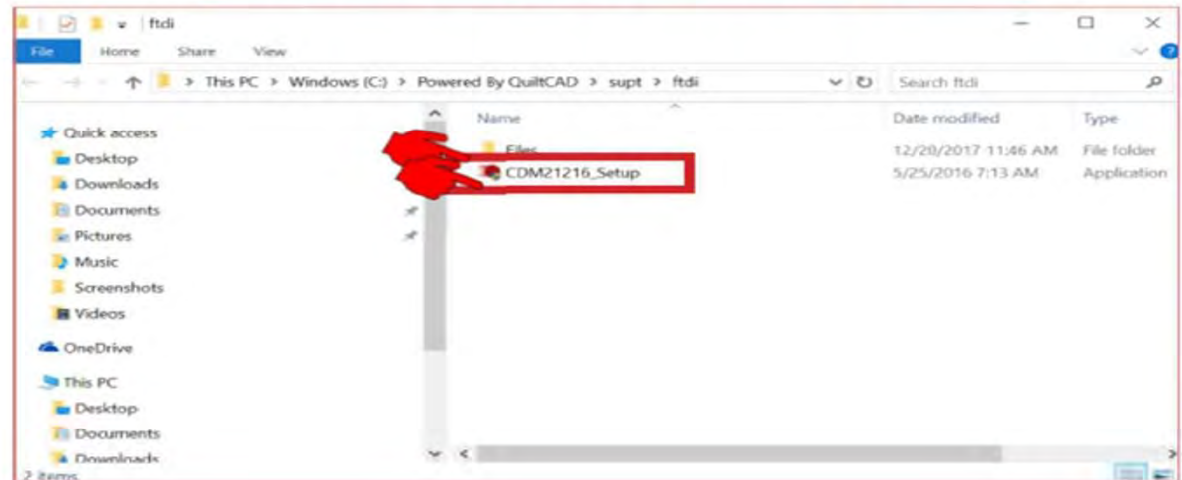 ftdi
File Home Share View
This PC > Windows (C:) > Powered By QuiltCAD > supt > ftdi
Search ftdi
Name Date modified Type
Quick access
Desktop
Downloads
Documents
Pictures
Music
Screenshots
Videos
OneDrive
This PC
Desktop
Documents
Downloads
Files 12/20/2017 11:46 AM File folder
CDM21216_Setup 5/25/2016 7:13 AM Application
2 items